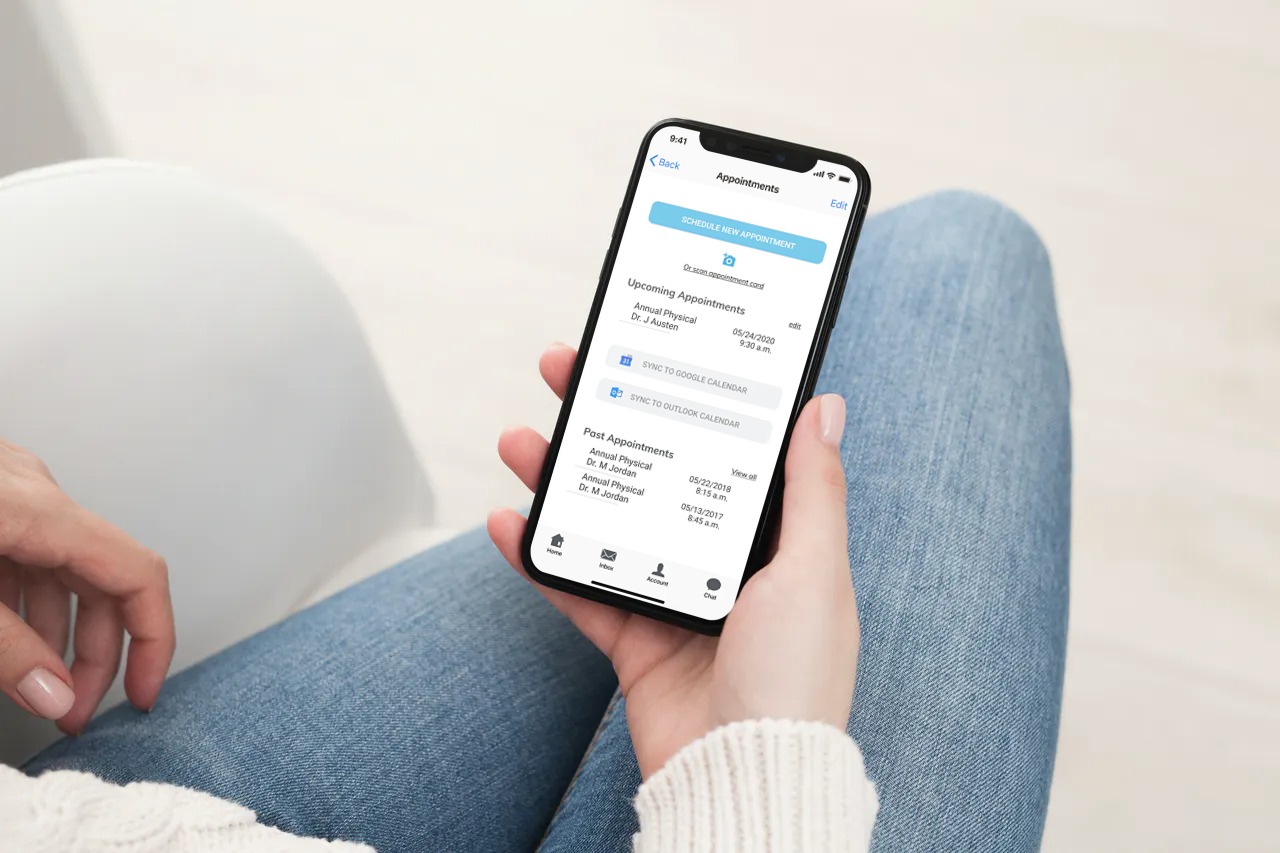 9:41
Back
Appointments
Edit
SCHEDULE NEW APPOINTMENT
Or scan appointment card
Upcoming Appointments
edit
Annual Physical
Dr. J Austen
05/24/2020
9:30 a.m.
31
SYNC TO GOOGLE CALENDAR
SYNC TO OUTLOOK CALENDAR
Past Appointments
View all
Annual Physical
Dr. M Jordan
05/22/2018
8:15 a.m.
Annual Physical
Dr. M Jordan
05/13/2017
8:45 a.m.
Home
Inbox
Account
Chat